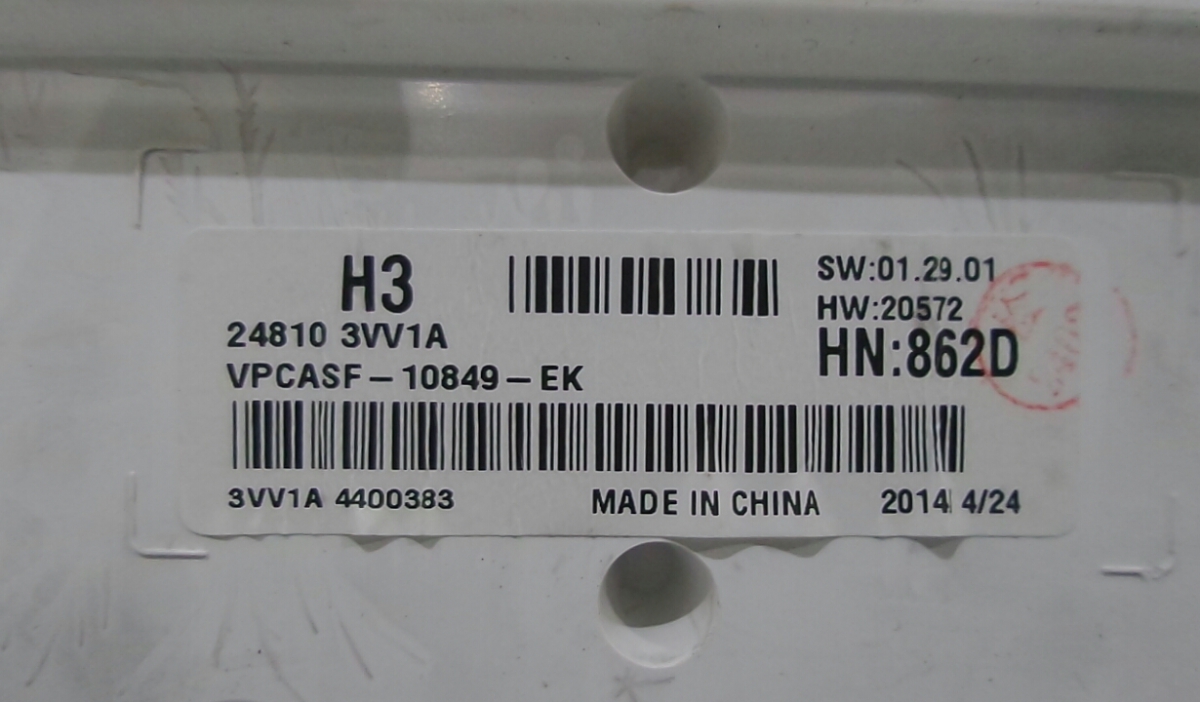 H3
SW:01.29.01
HW:20572
24810 3VV1A
HN:862D
VPCASF-10849-EK
3VV1A 4400383 MADE IN CHINA 2014 4/24